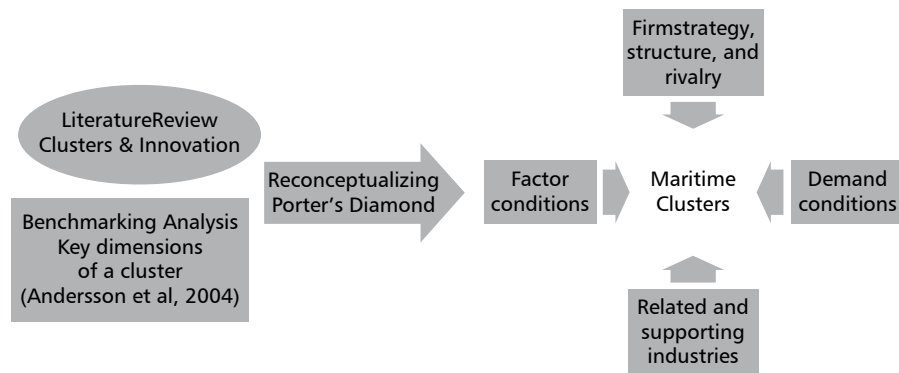 LiteratureReview
Clusters & Innovation
Benchmarking Analysis
Key dimensions
of a cluster
(Andersson et al, 2004)
Reconceptualizing
Porter's Diamond
Firmstrategy,
structure, and
rivalry
Factor
conditions
Maritime
Clusters
Demand
conditions
Related and
supporting
industries